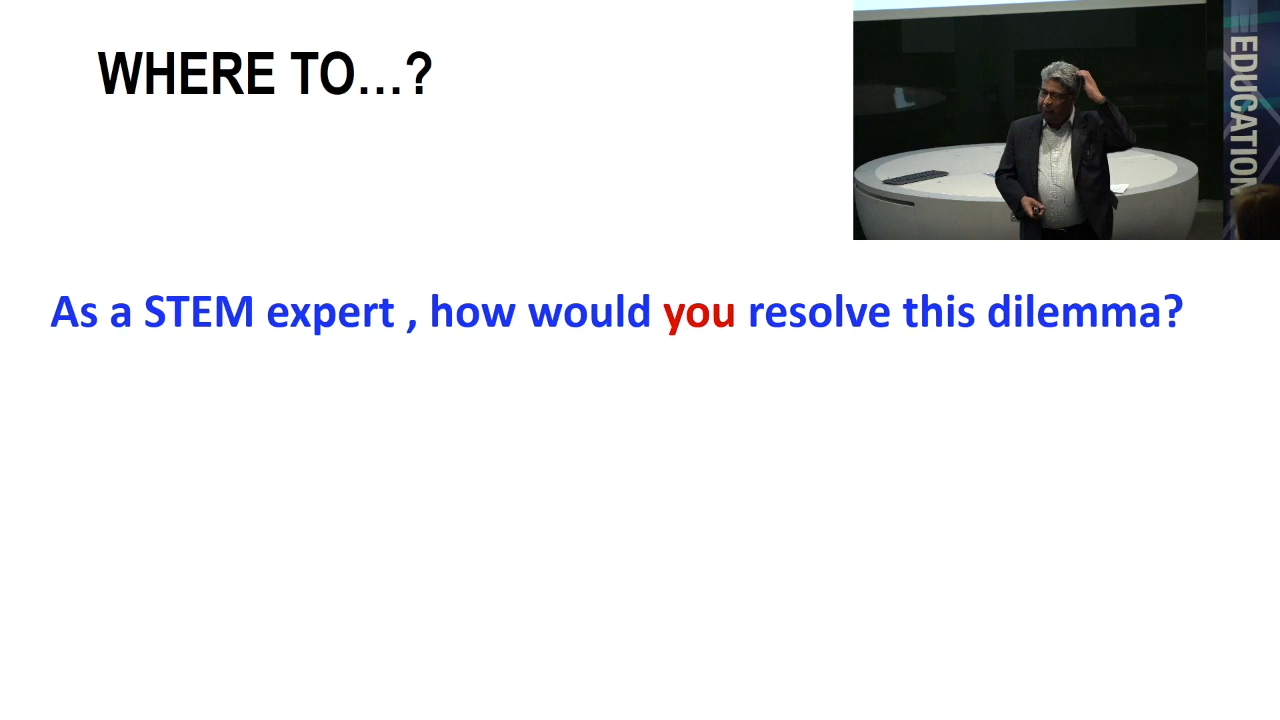 WHERE TO...?
EDUCATION
As a STEM expert , how would you resolve this dilemma?